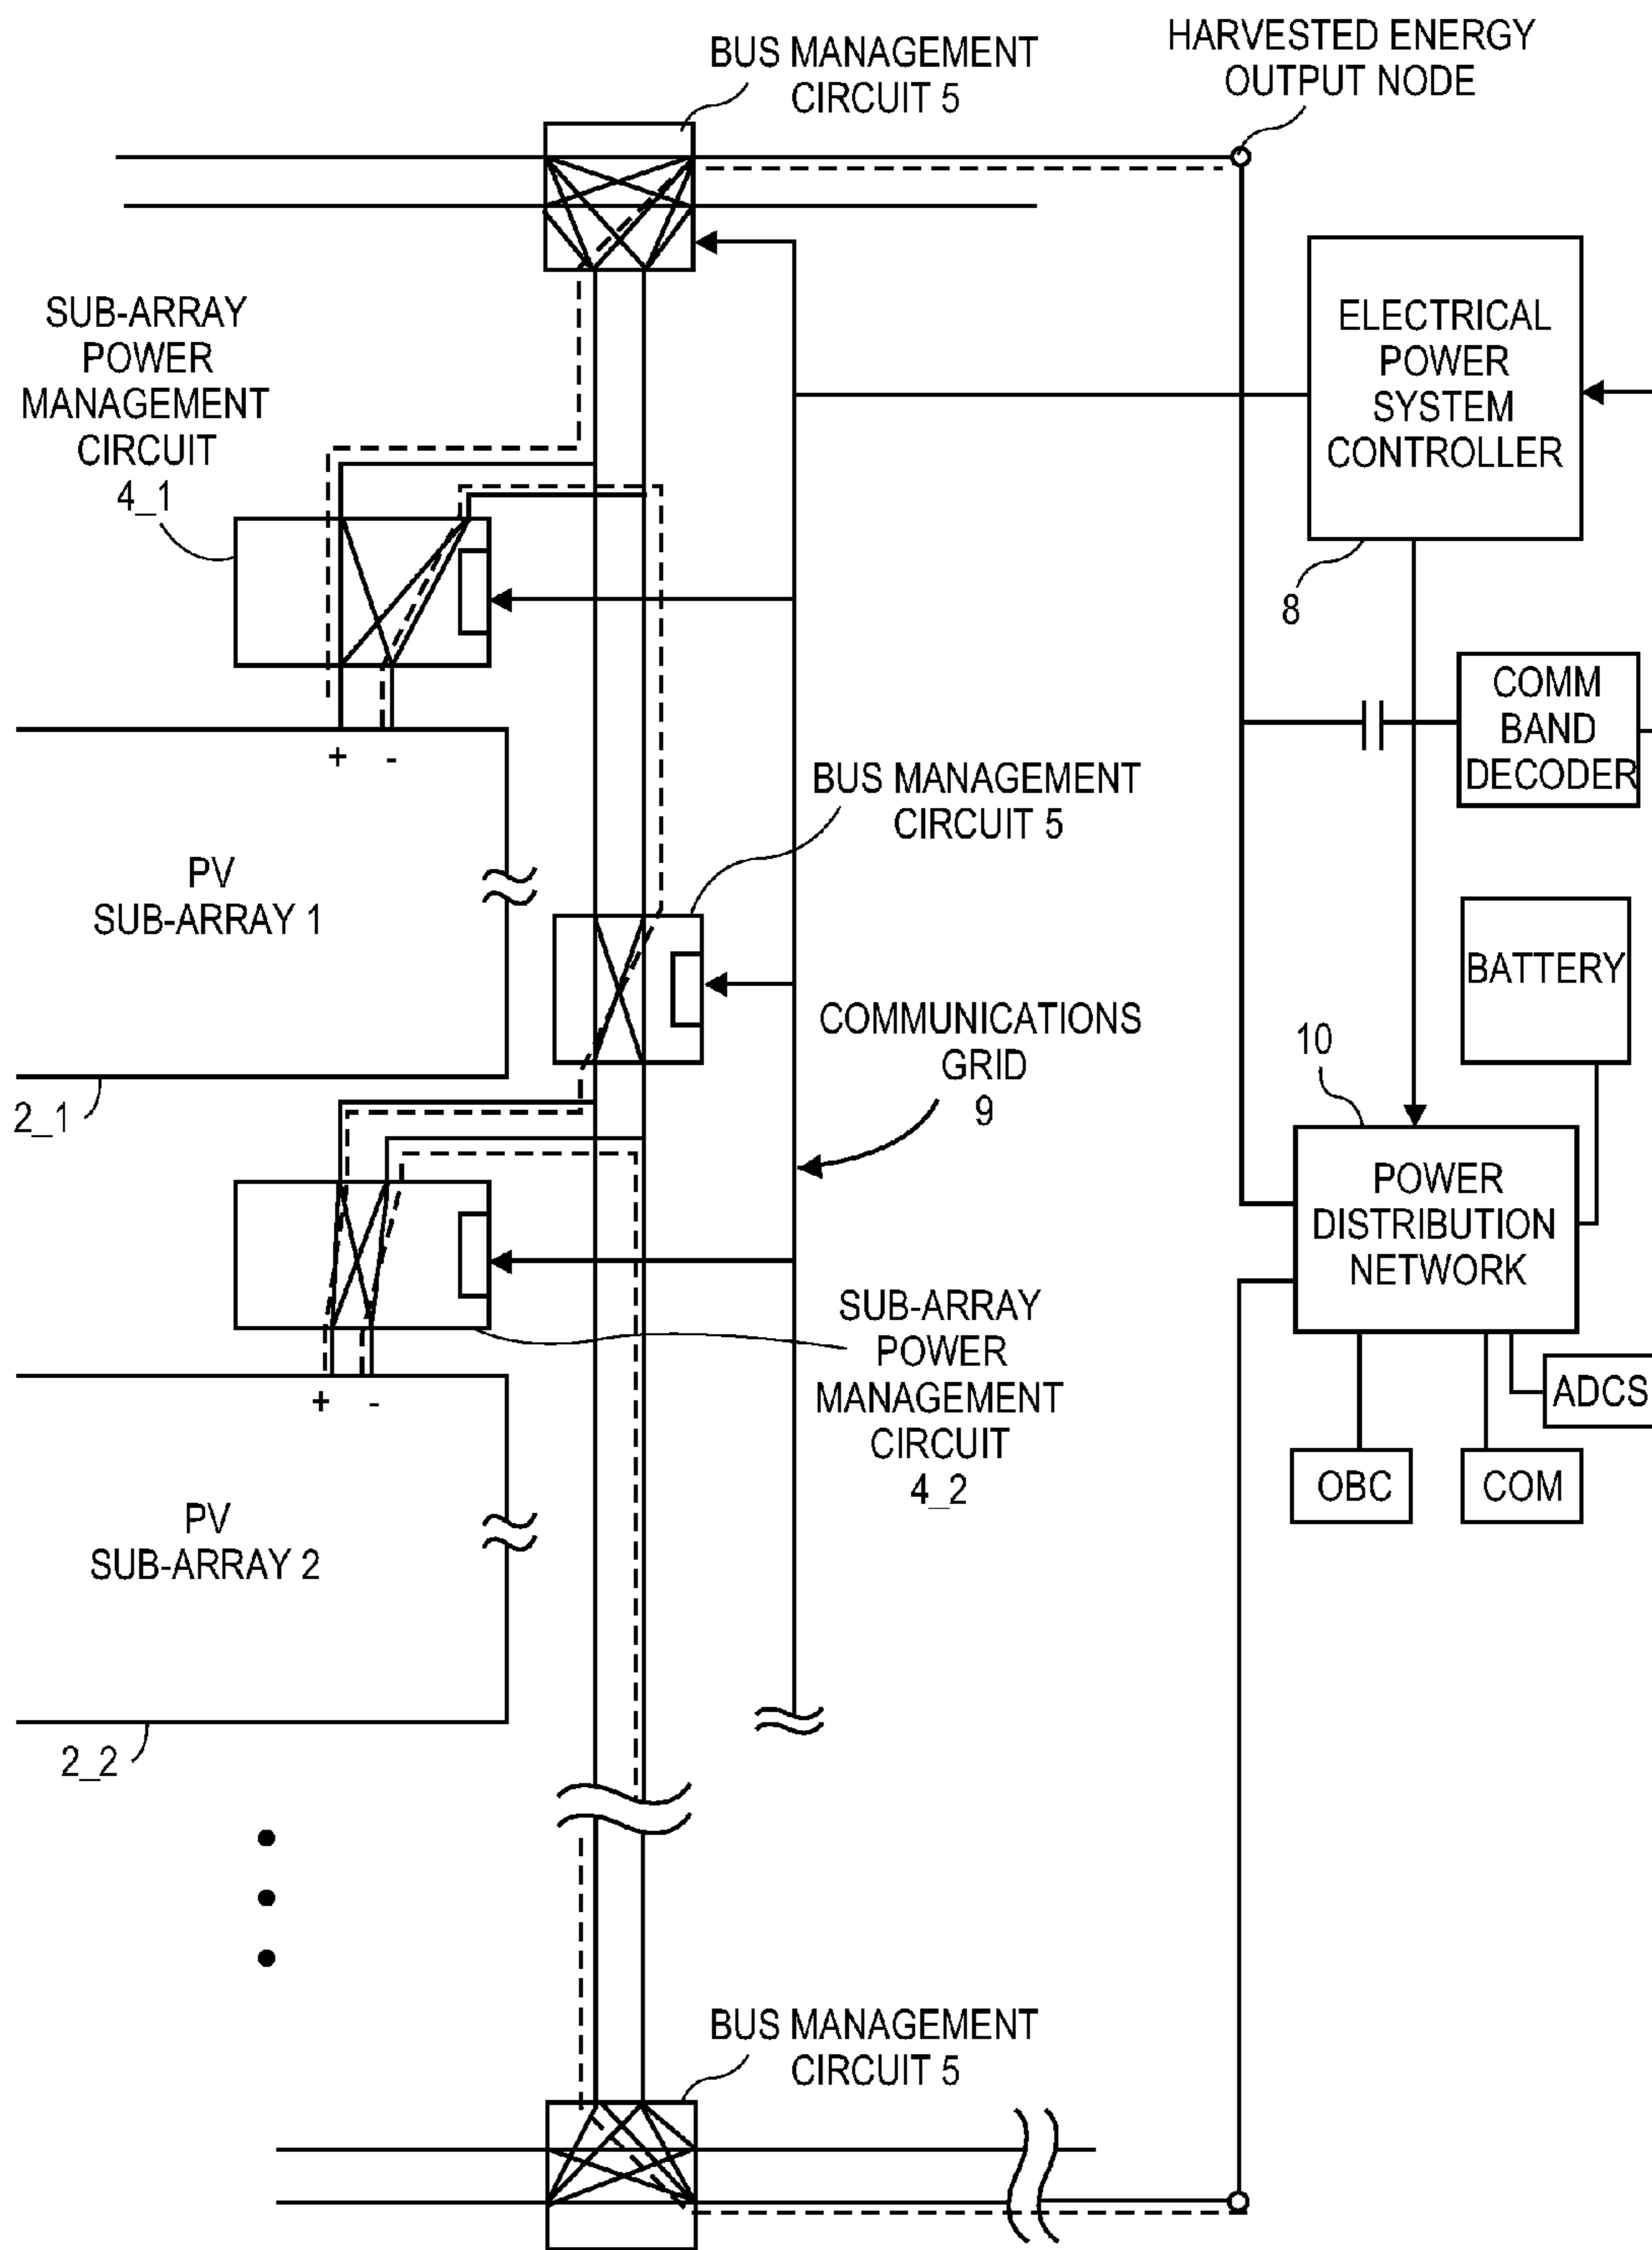 HARVESTED ENERGY
OUTPUT NODE
BUS MANAGEMENT
CIRCUIT 5
SUB-ARRAY
POWER
MANAGEMENT
CIRCUIT
4_1
ELECTRICAL
POWER
SYSTEM
CONTROLLER
8
COMM
BAND
DECODER
+ -
PV
SUB-ARRAY 1
2_1
BUS MANAGEMENT
CIRCUIT 5
BATTERY
COMMUNICATIONS
GRID
9
10
POWER
DISTRIBUTION
NETWORK
ADCS
OBC
COM
SUB-ARRAY
POWER
MANAGEMENT
CIRCUIT
4_2
+ -
PV
SUB-ARRAY 2
2_2
BUS MANAGEMENT
CIRCUIT 5